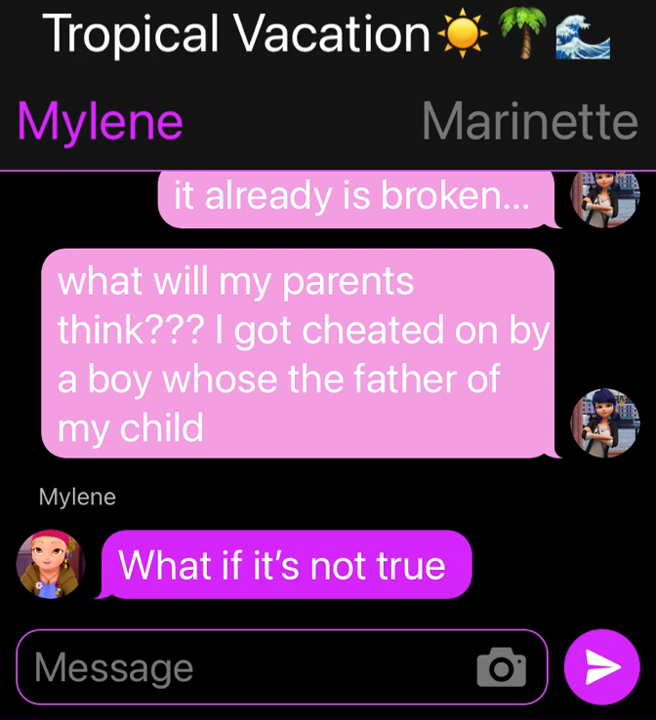 Tropical Vacation☀️🌴🌊
Mylene Marinette
it already is broken...
what will my parents
think??? I got cheated on by
a boy whose the father of
my child
Mylene
What if it’s not true
Message